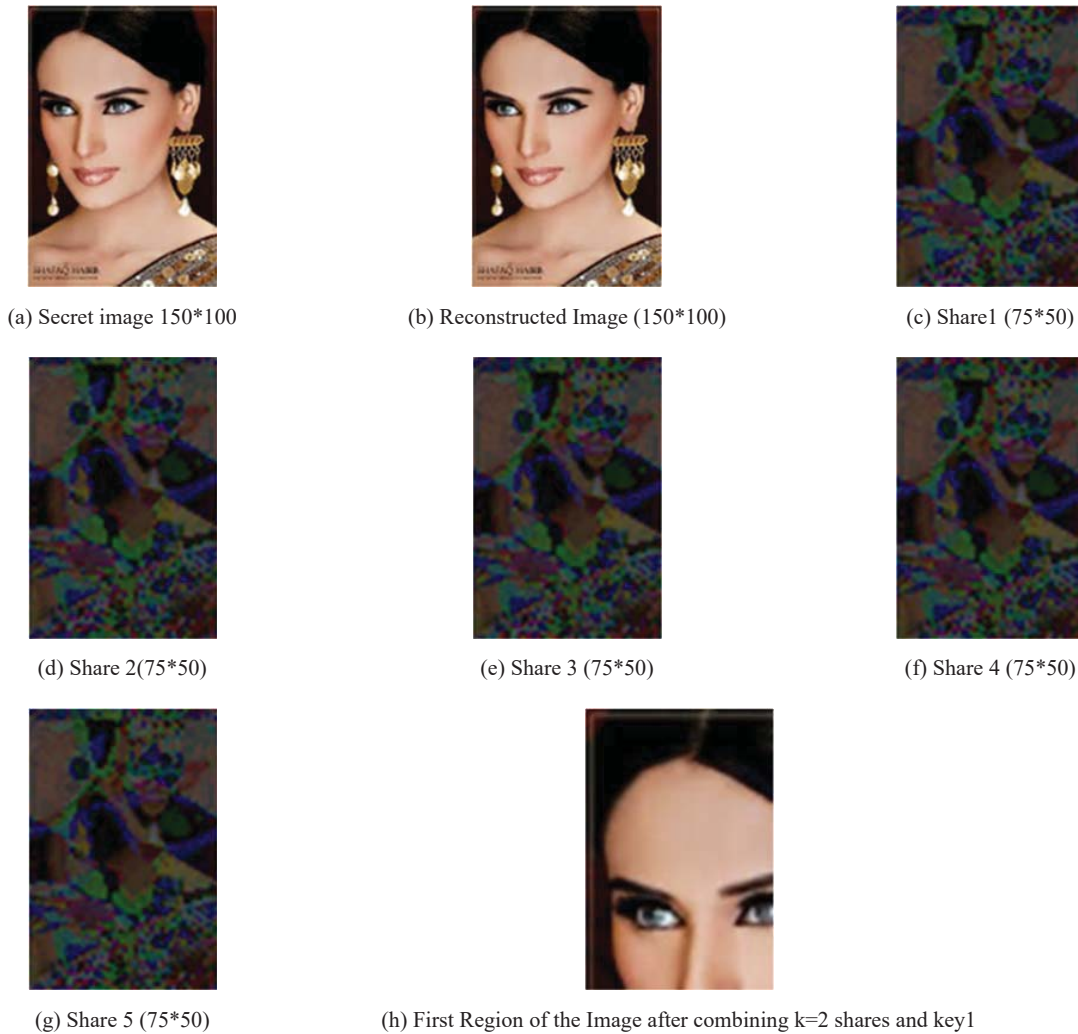 (a) Secret image 150*100
(b) Reconstructed Image (150*100)
(c) Share1 (75*50)
(d) Share 2(75*50)
(e) Share 3 (75*50)
(f) Share 4 (75*50)
(g) Share 5 (75*50)
(h) First Region of the Image after combining k=2 shares and key1